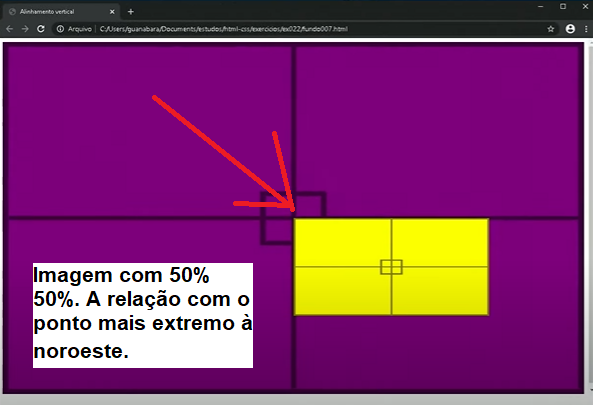 Alinhamento vertical
Arquivo | C:/Users/guanabara/Documents/estudos/html-css/exercicios/ex022/fundo007.html
Imagem com 50%
50%. A relação com o
ponto mais extremo à
noroeste.